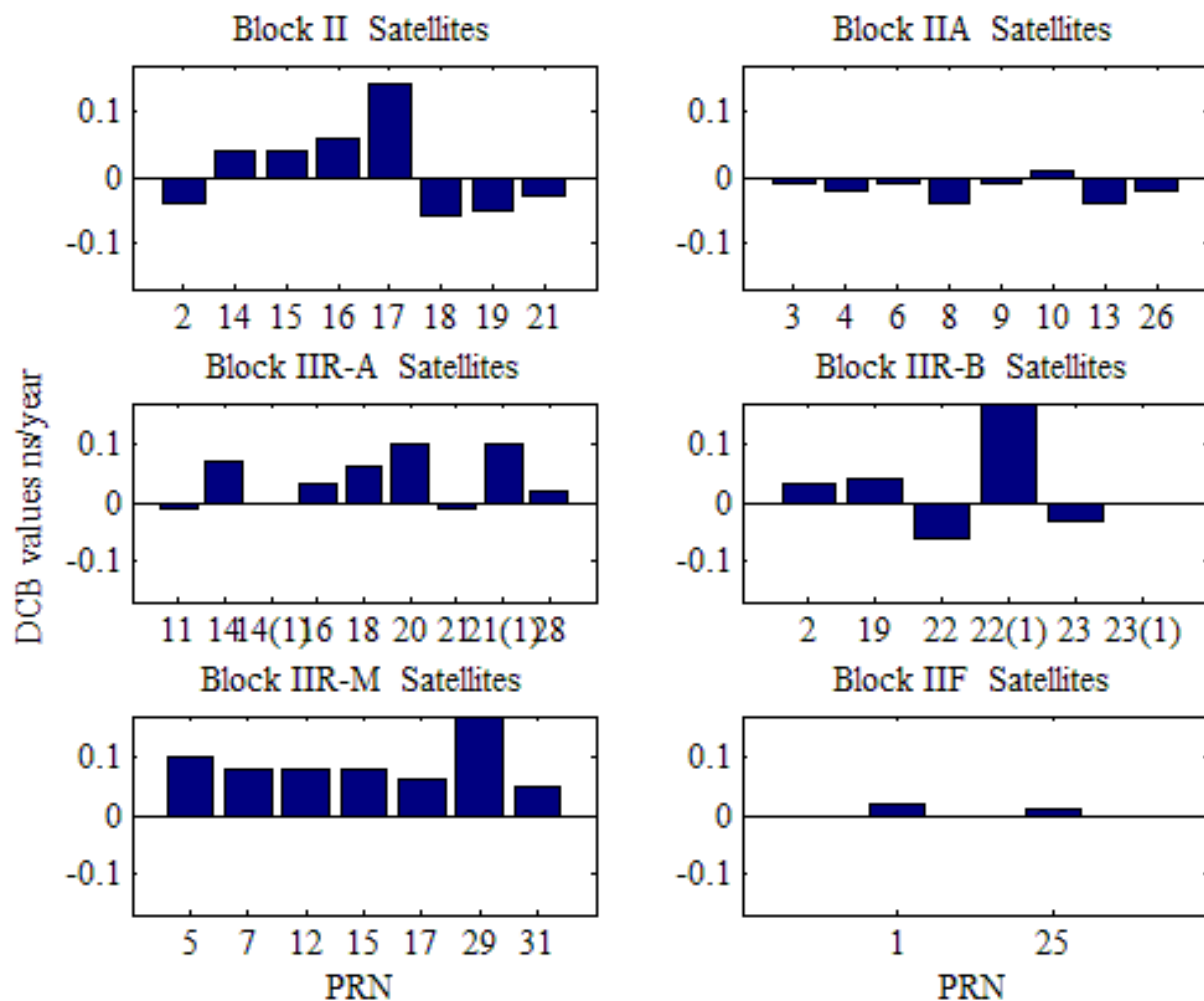 Block II Satellites
0.1
0
-0.1
2 14 15 16 17 18 19 21
Block IIA Satellites
0.1
0
-0.1
3 4 6 8 9 10 13 26
DCB values ns/year
Block IIR-A Satellites
0.1
0
-0.1
11 14 14(1) 16 18 20 21 21(1) 28
Block IIR-B Satellites
0.1
0
-0.1
2 19 22 22(1) 23 23(1)
Block IIR-M Satellites
0.1
0
-0.1
5 7 12 15 17 29 31
PRN
Block IIF Satellites
0.1
0
-0.1
1 25
PRN